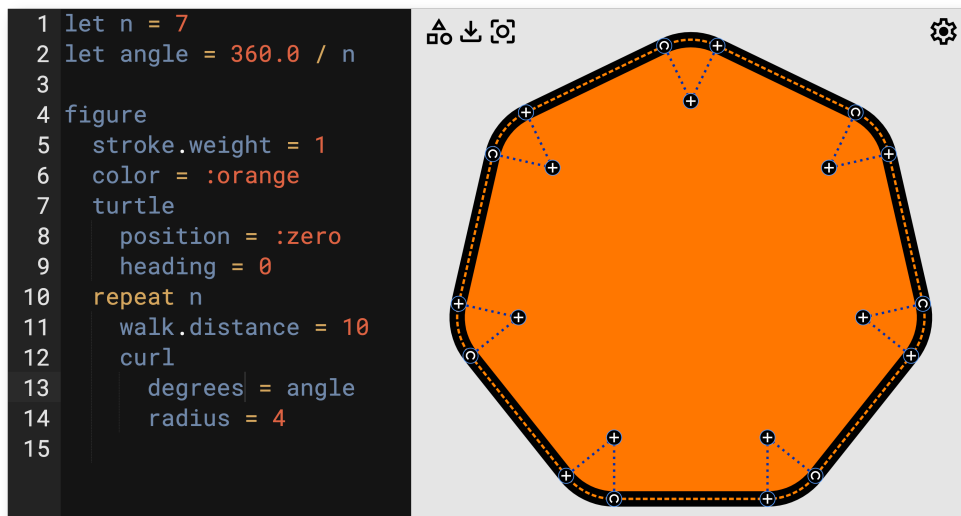 1 let n = 7
2 let angle = 360.0 / n
3
4 figure
5   stroke.weight = 1
6   color = :orange
7   turtle
8     position = :zero
9     heading = 0
10   repeat n
11     walk.distance = 10
12     curl
13       degrees = angle
14       radius = 4
15